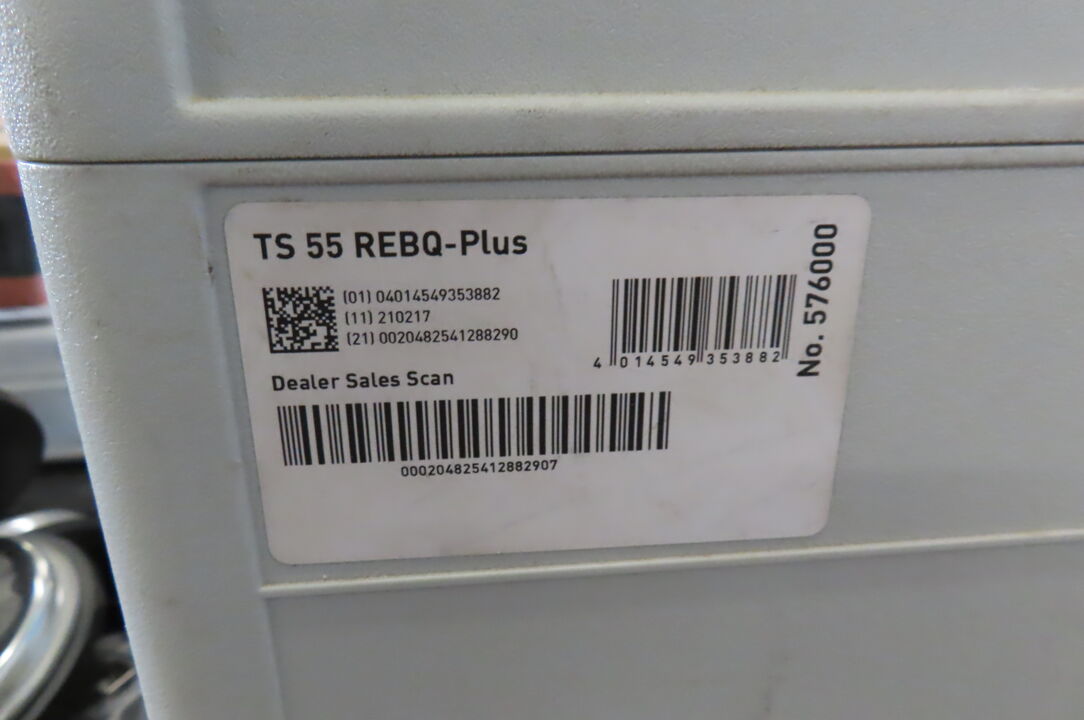 TS 55 REBQ-Plus
(01) 04014549353882
(11) 210217
(21) 0020482541288290
4 014549 353882
No. 576000
Dealer Sales Scan
000204825412882907